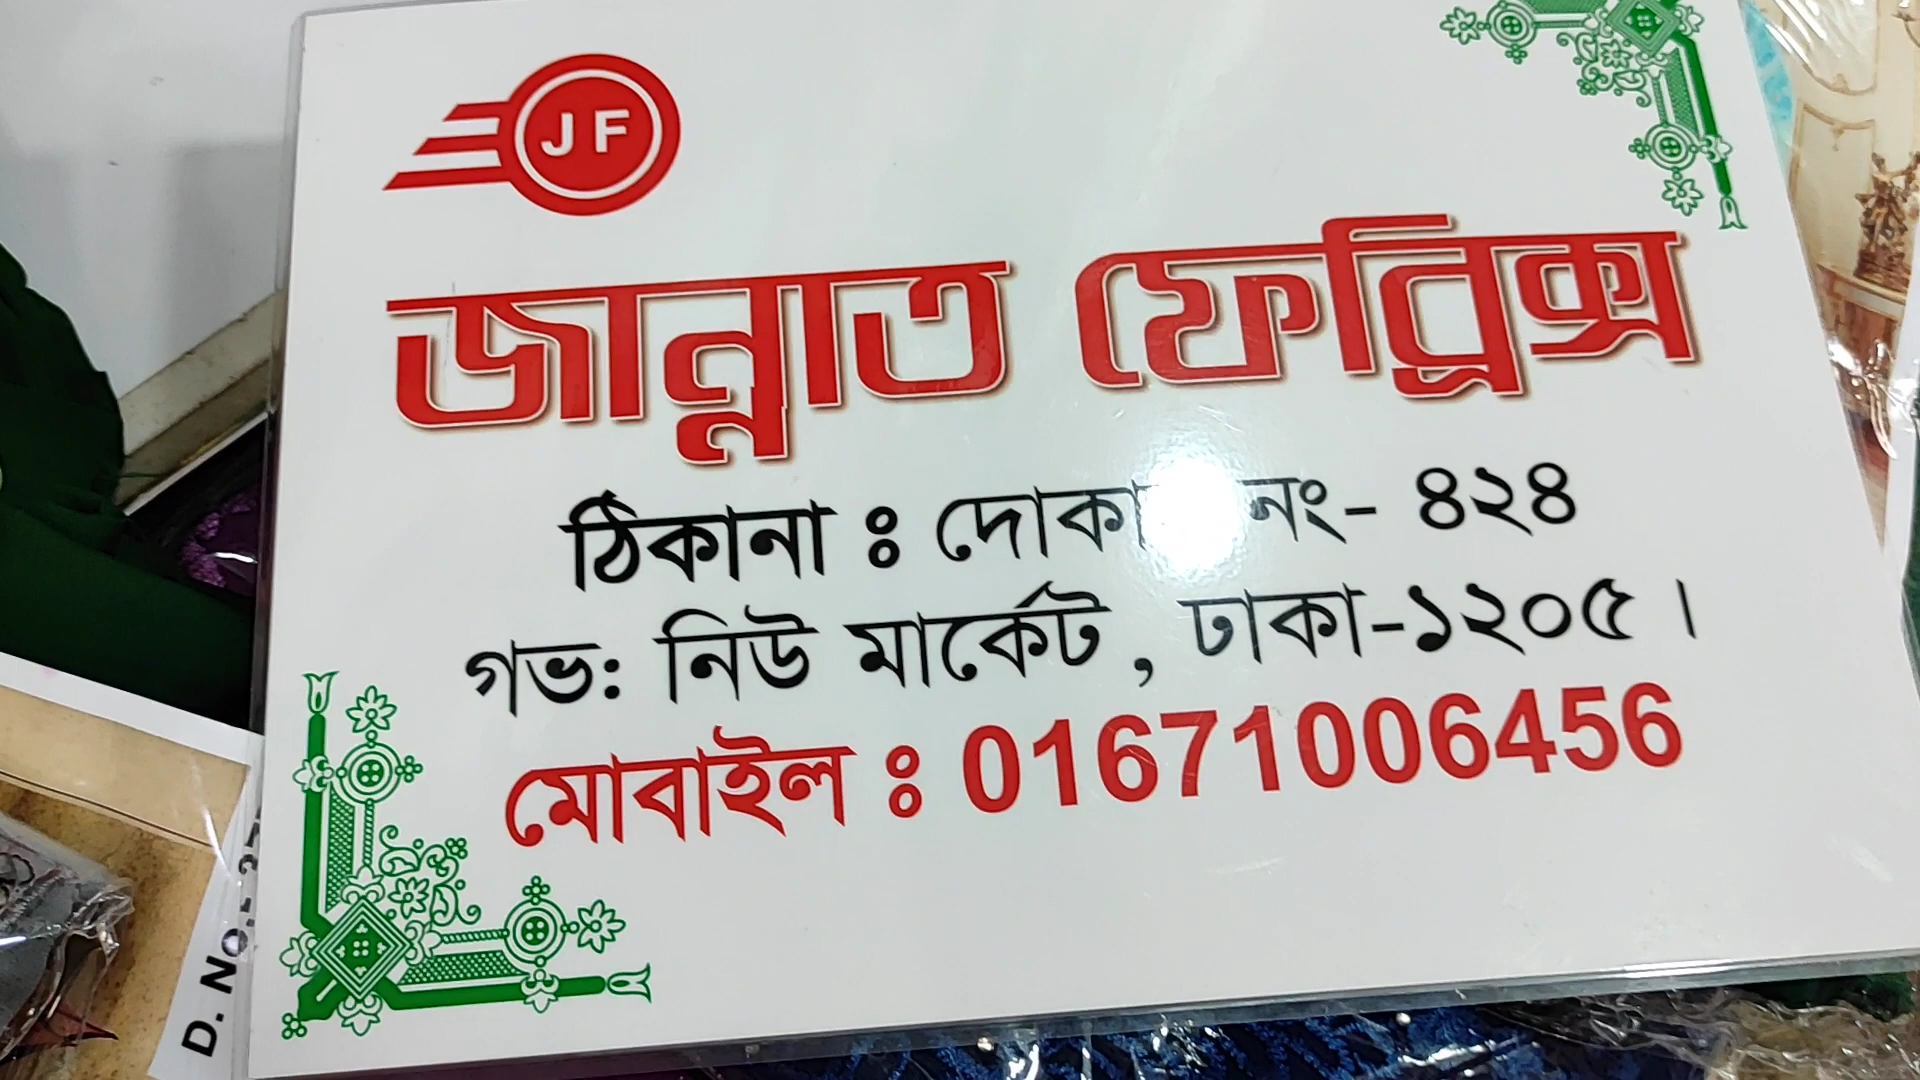 JF
জান্নাত ফেব্রিক্স
ঠিকানা ঃ নং- ৪২৪
গভ: নিউ মার্কেট, ঢাকা-১২০৫।
মোবাইল ঃ 01671006456
D. No.